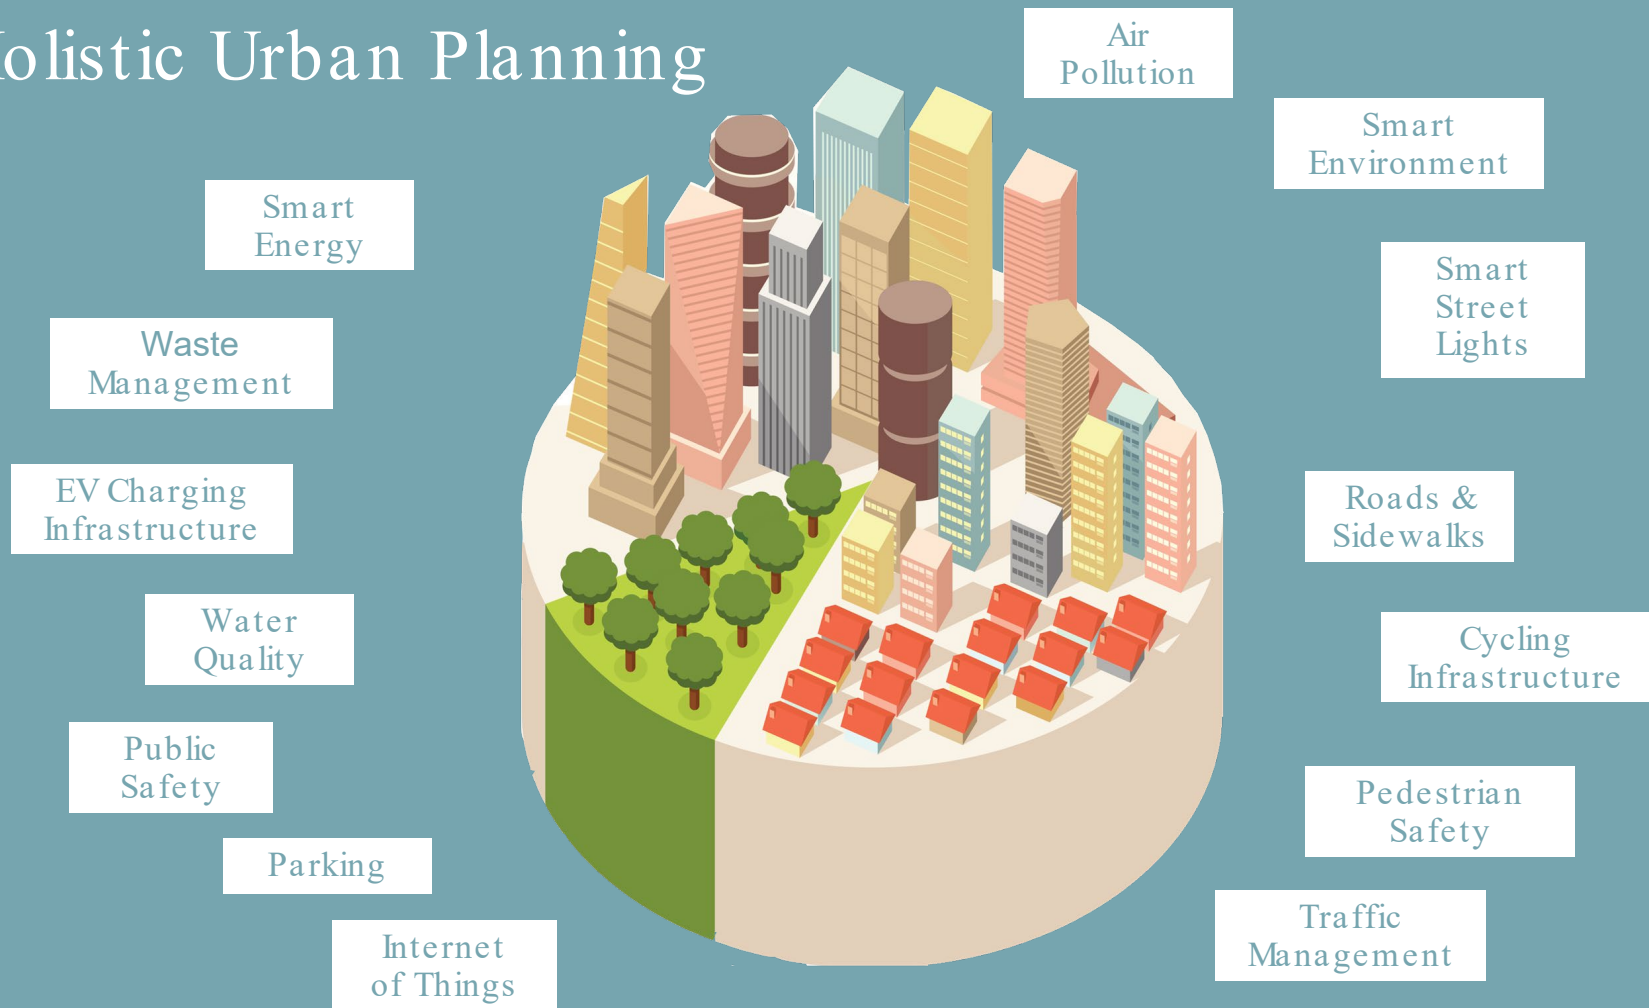 olistic Urban Planning
Air
Pollution
Smart
Environment
Smart
Energy
Smart
Street
Lights
Waste
Management
EV Charging
Infrastructure
Roads &
Sidewalks
Water
Quality
Cycling
Infrastructure
Public
Safety
Pedestrian
Safety
Parking
Traffic
Management
Internet
of Things